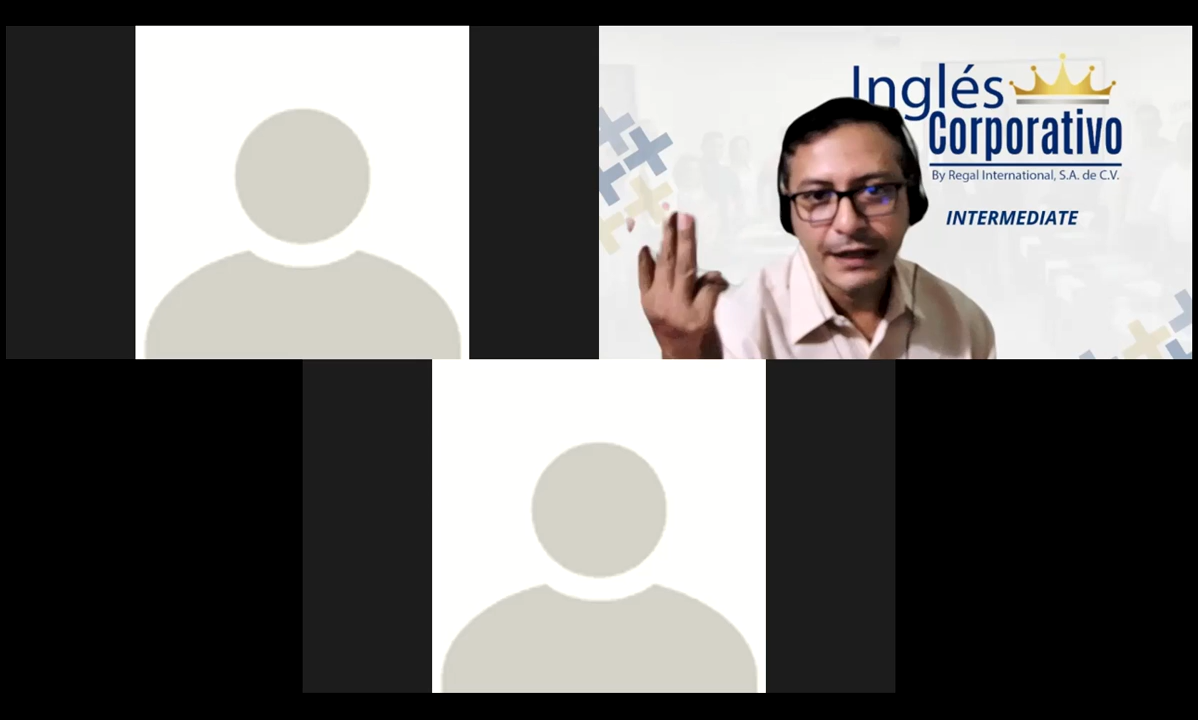 Inglés
Corporativo
By Regal International, S.A. de C.V.
INTERMEDIATE